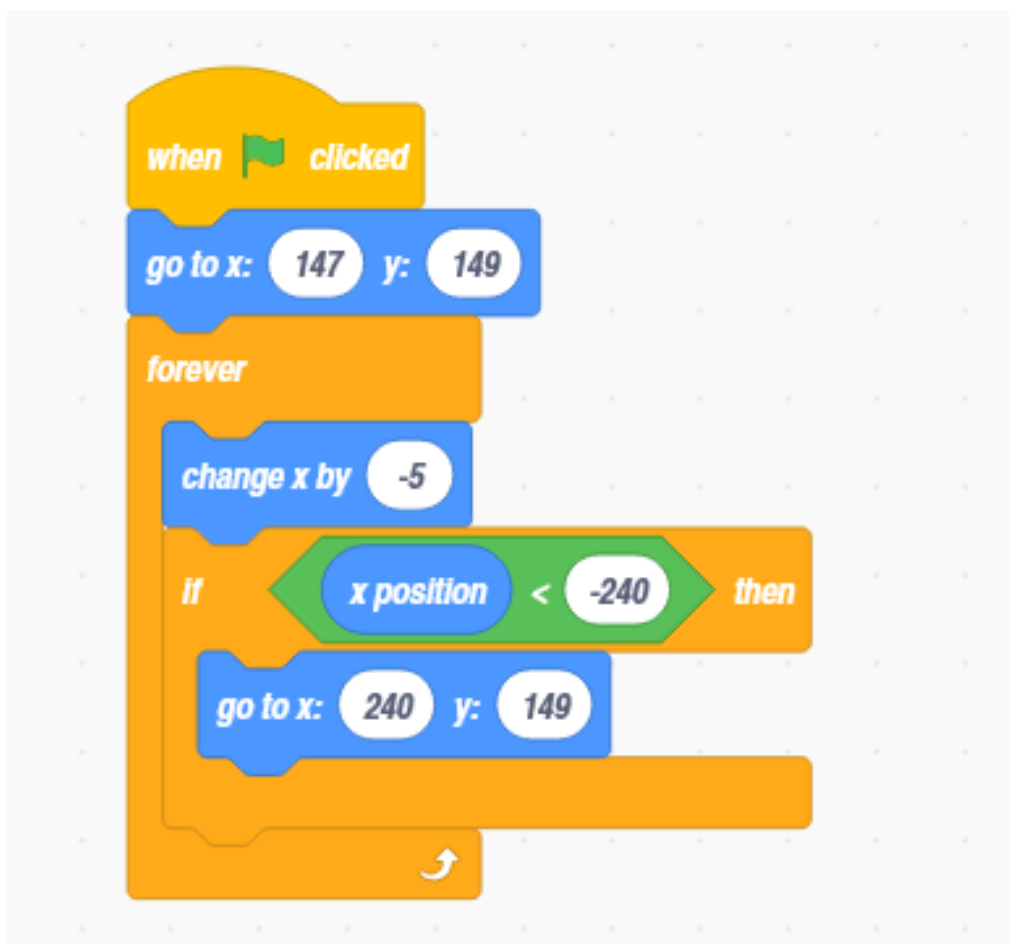 when clicked
go to x: 147 y: 149
forever
change x by -5
if x position < -240 then
go to x: 240 y: 149